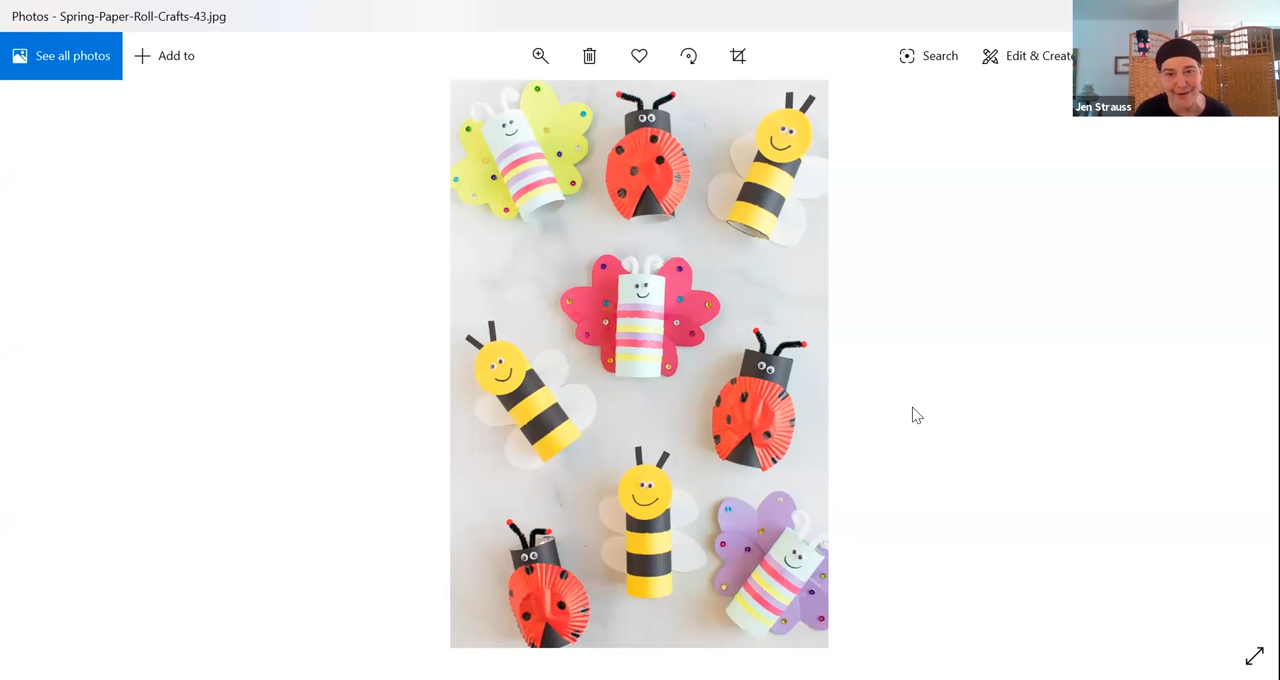 Photos - Spring-Paper-Roll-Crafts-43.jpg
See all photos
Add to
Search
Edit & Create
Jen Strauss